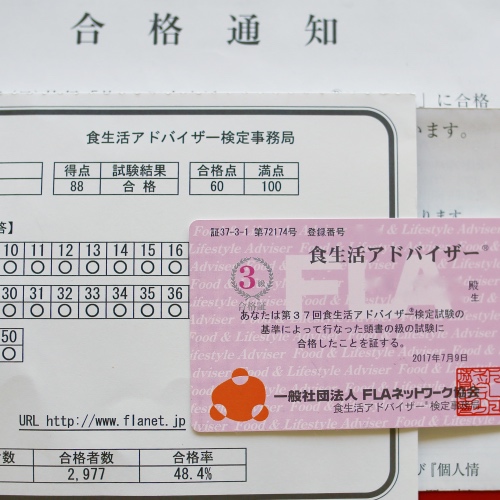 合格通知
に合格
います。
食生活アドバイザー検定事務局
得点 試験結果 合格点 満点
88 合格 60 100
答】
10 11 12 13 14 15 16
○ ○ ○ ○ ○ ○ ○
30 31 32 33 34 35 36
○ ○ ○ ○ ○ ○ ○
50
○
URL http://www.flanet.jp
者数 合格者数 合格率
2,977 48.4%
証37-3-1 第72174号 登録番号
食生活アドバイザー®
3級
FLA
殿
生
あなたは第37回食生活アドバイザー検定試験の
基準によって行なった頭書の級の試験に
合格したことを証する。
2017年7月9日
一般社団法人 FLAネットワーク協会
食生活アドバイザー®検定事務局
Food & Lifestyle Adviser
び『個人情